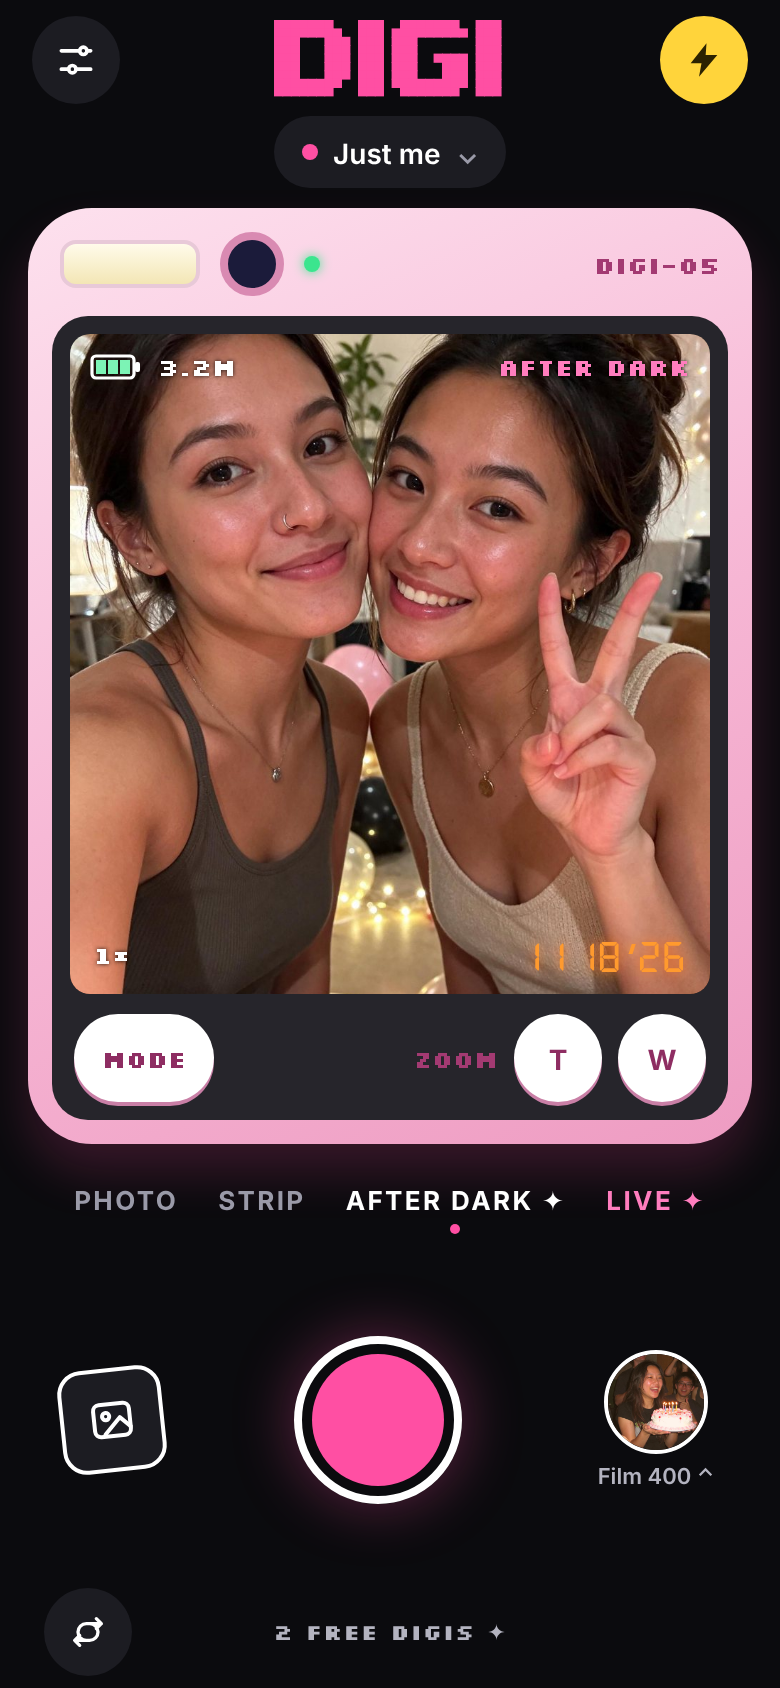 DIGI
Just me
DIGI-05
3.2M
AFTER DARK
1x
11 18'26
MODE
ZOOM
T
W
PHOTO
STRIP
AFTER DARK ✦
LIVE ✦
Film 400
2 FREE DIGIS ✦